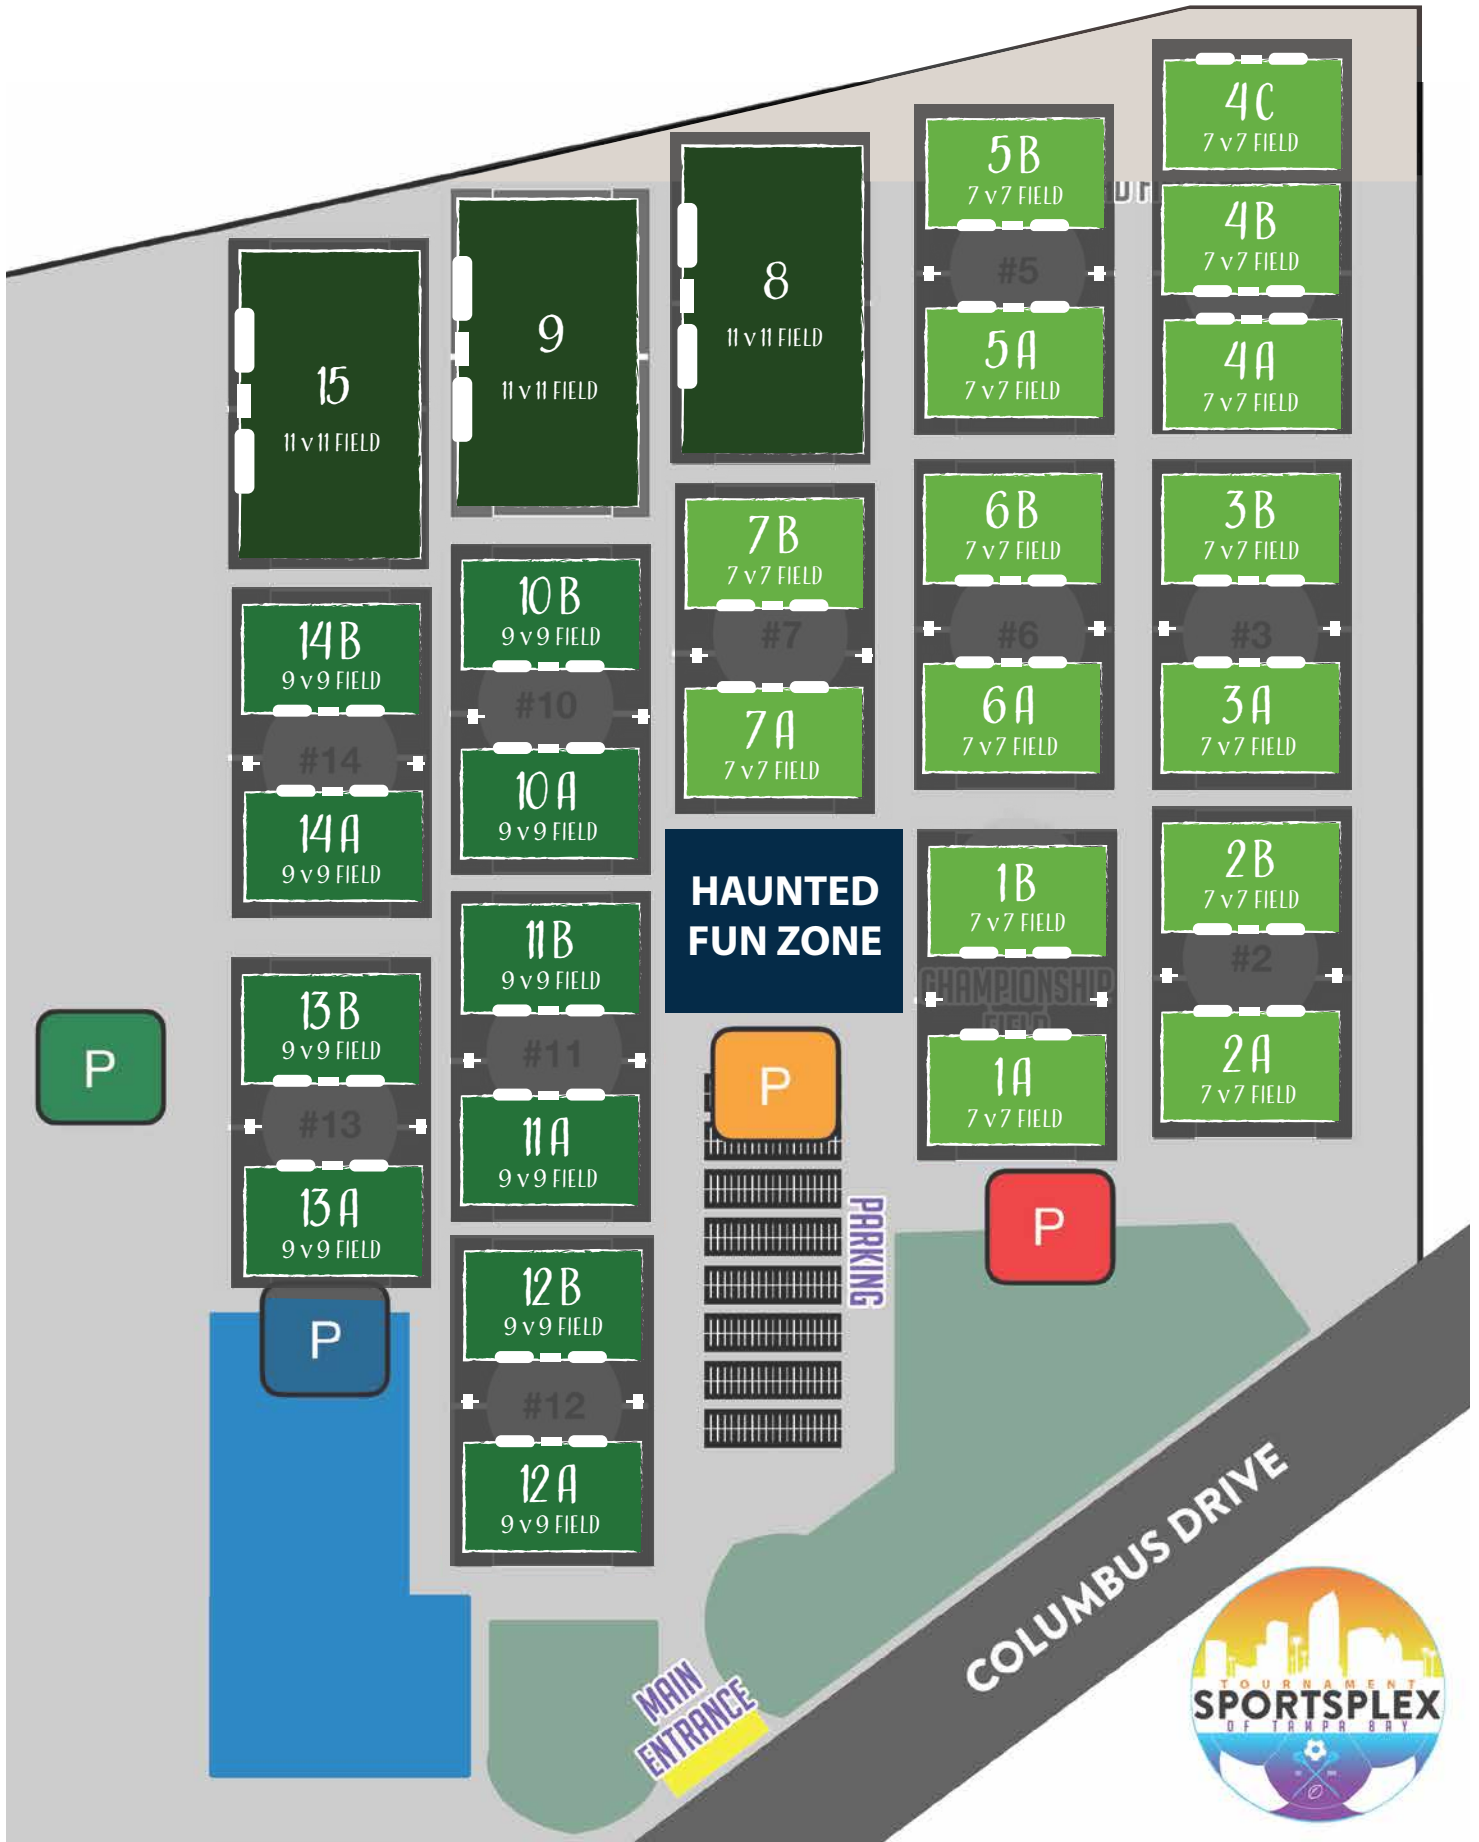 4C
7 v 7 FIELD
5B
7 v 7 FIELD
4B
7 v 7 FIELD
8
11 v 11 FIELD
#5
9
11 v 11 FIELD
5A
7 v 7 FIELD
4A
7 v 7 FIELD
15
11 v 11 FIELD
7B
7 v 7 FIELD
6B
7 v 7 FIELD
3B
7 v 7 FIELD
10B
9 v 9 FIELD
14B
9 v 9 FIELD
#7
#6
#3
#10
#14
7A
7 v 7 FIELD
6A
7 v 7 FIELD
3A
7 v 7 FIELD
10A
9 v 9 FIELD
14A
9 v 9 FIELD
HAUNTED
FUN ZONE
1B
7 v 7 FIELD
2B
7 v 7 FIELD
11B
9 v 9 FIELD
#2
CHAMPIONSHIP
FIELD
13B
9 v 9 FIELD
#11
P
P
1A
7 v 7 FIELD
2A
7 v 7 FIELD
#13
11A
9 v 9 FIELD
13A
9 v 9 FIELD
PARKING
P
12B
9 v 9 FIELD
P
#12
12A
9 v 9 FIELD
COLUMBUS DRIVE
MAIN
ENTRANCE
TOURNAMENT
SPORTSPLEX
OF TAMPA BAY